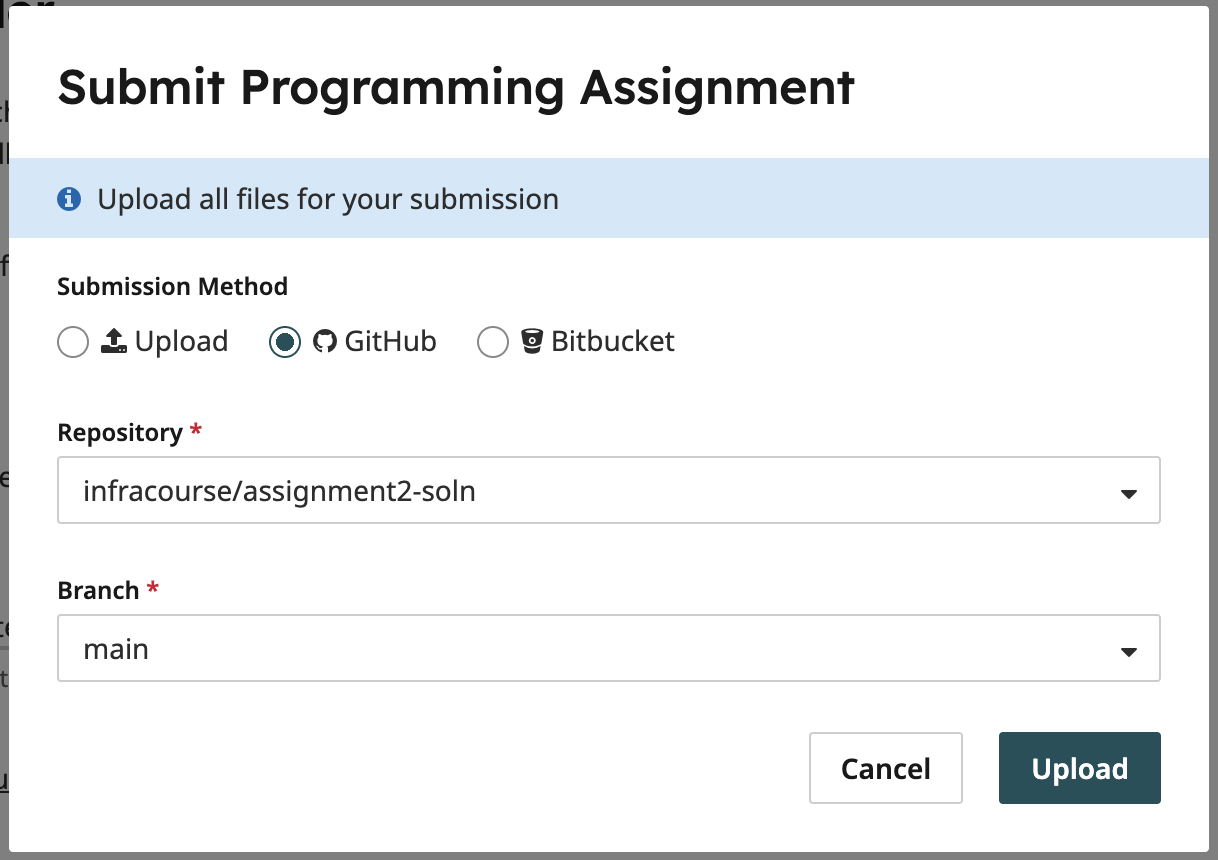 Submit Programming Assignment
Upload all files for your submission
Submission Method
Upload GitHub Bitbucket
Repository *
infracourse/assignment2-soln
Branch *
main
Cancel Upload